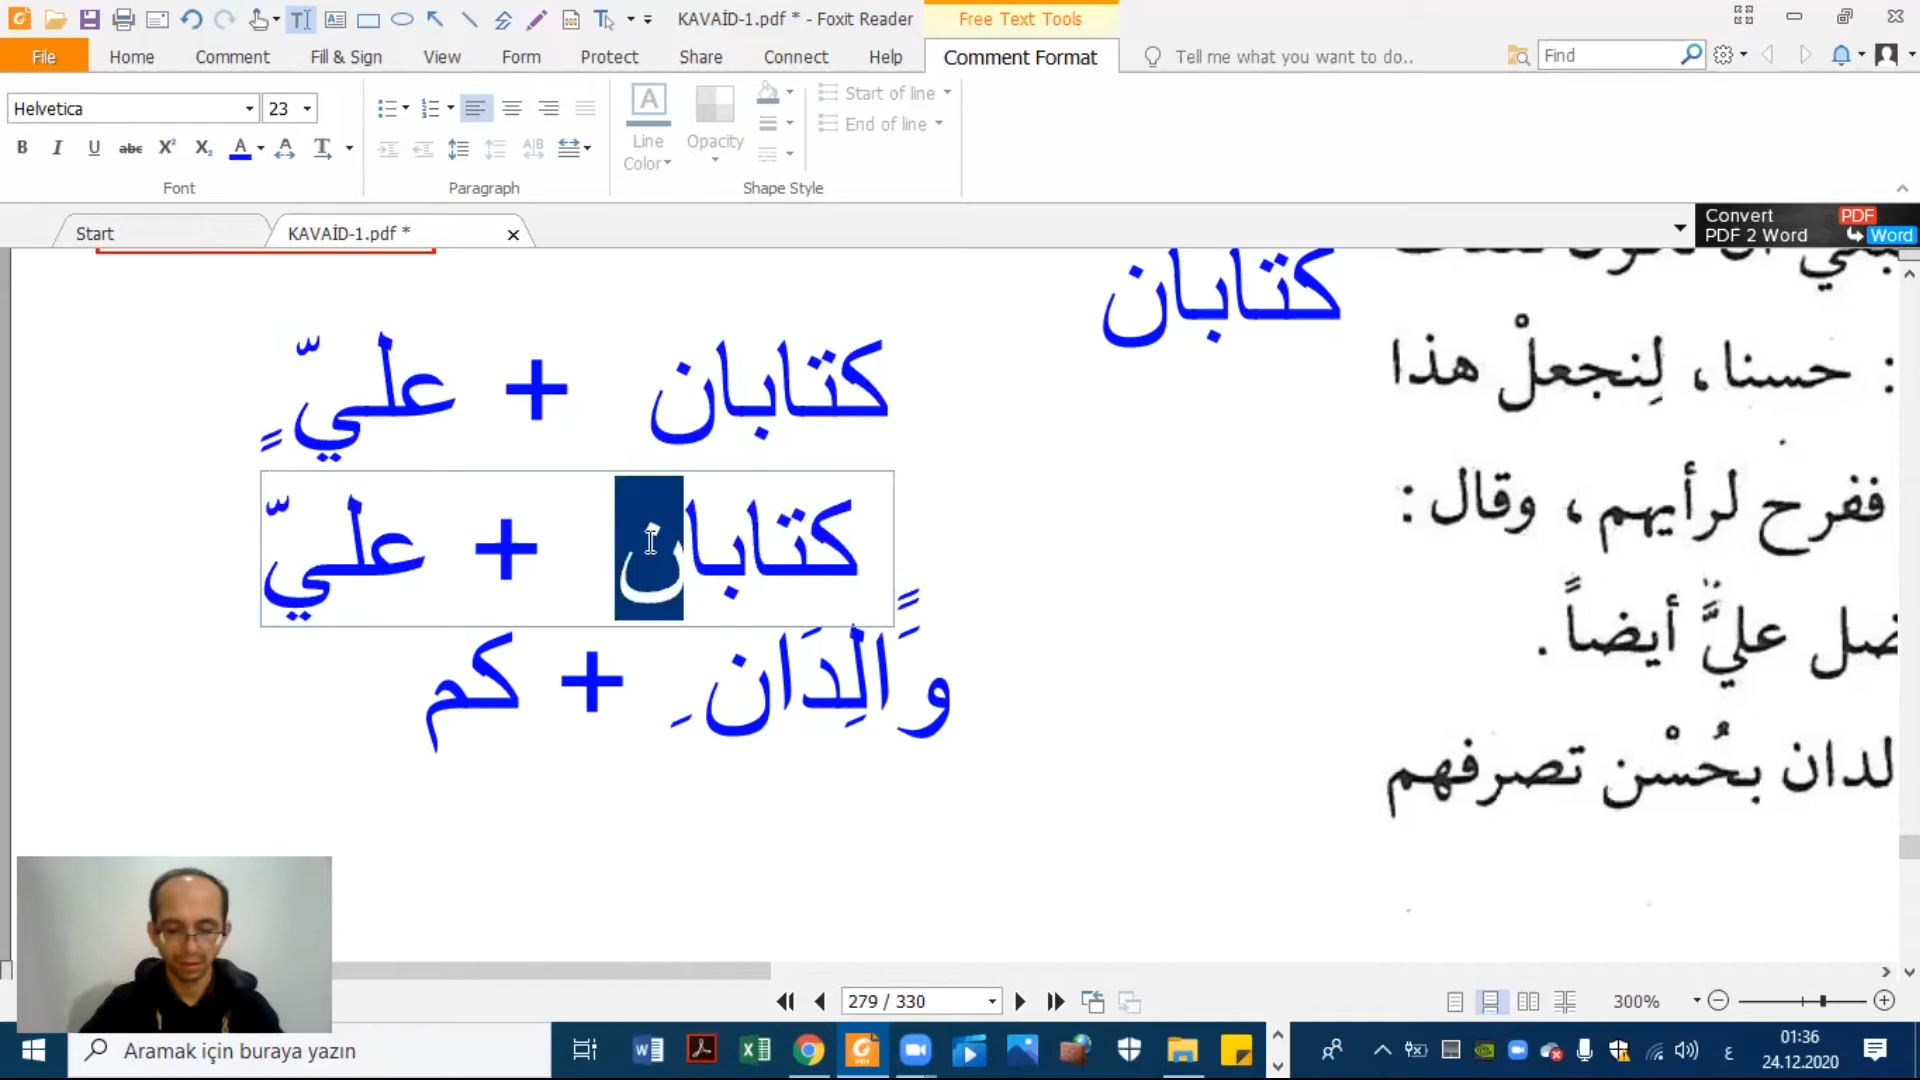 KAVAİD-1.pdf * - Foxit Reader
Free Text Tools
File Home Comment Fill & Sign View Form Protect Share Connect Help Comment Format Tell me what you want to do.. Find
Helvetica 23
Start of line
End of line
Line Color
Opacity
B I U abc X² X₂ A A T
Font Paragraph Shape Style
Start KAVAİD-1.pdf *
Convert PDF
PDF 2 Word Word
كتابان
كتابان + عليّ ٍ
: حسنا، لِنجعلْ هذا
كتابان + عليّ
ففرح لرأيهم ، وقال :
وَالِدَان ِ + كم
ضل عليَّ أيضاً .
لدان بحُسْن تصرفهم
279 / 330
300%
Aramak için buraya yazın
01:36
24.12.2020